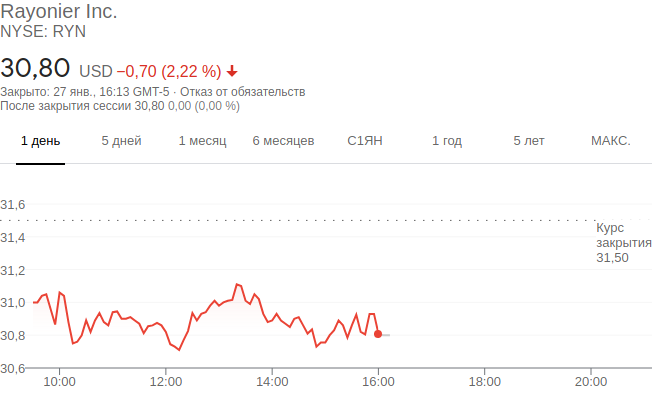 Rayonier Inc.
NYSE: RYN
30,80 USD −0,70 (2,22 %)
Закрыто: 27 янв., 16:13 GMT-5 · Отказ от обязательств
После закрытия сессии 30,80 0,00 (0,00 %)
1 день 5 дней 1 месяц 6 месяцев С1ЯН 1 год 5 лет МАКС.
31,6
Курс
закрытия
31,50
31,4
31,2
31,0
30,8
30,6
10:00 12:00 14:00 16:00 18:00 20:00